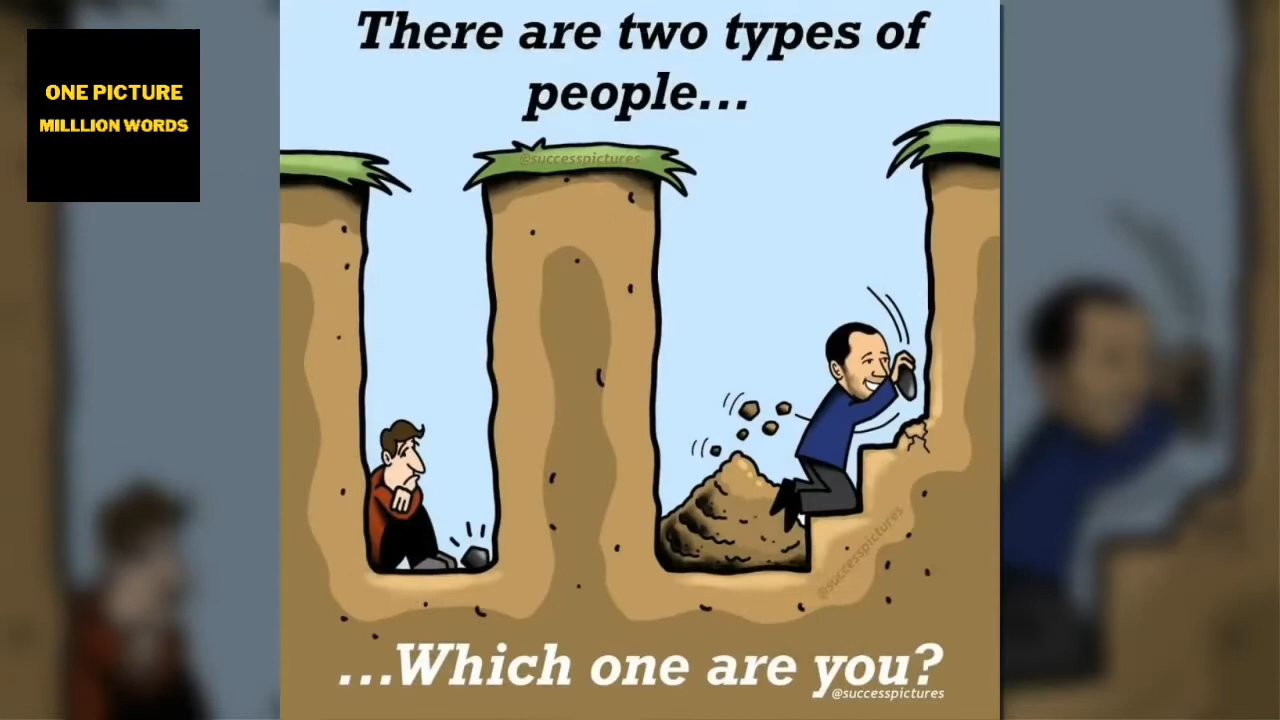 There are two types of
people...
ONE PICTURE
MILLLION WORDS
@successpictures
@successpictures
...Which one are you?
@successpictures